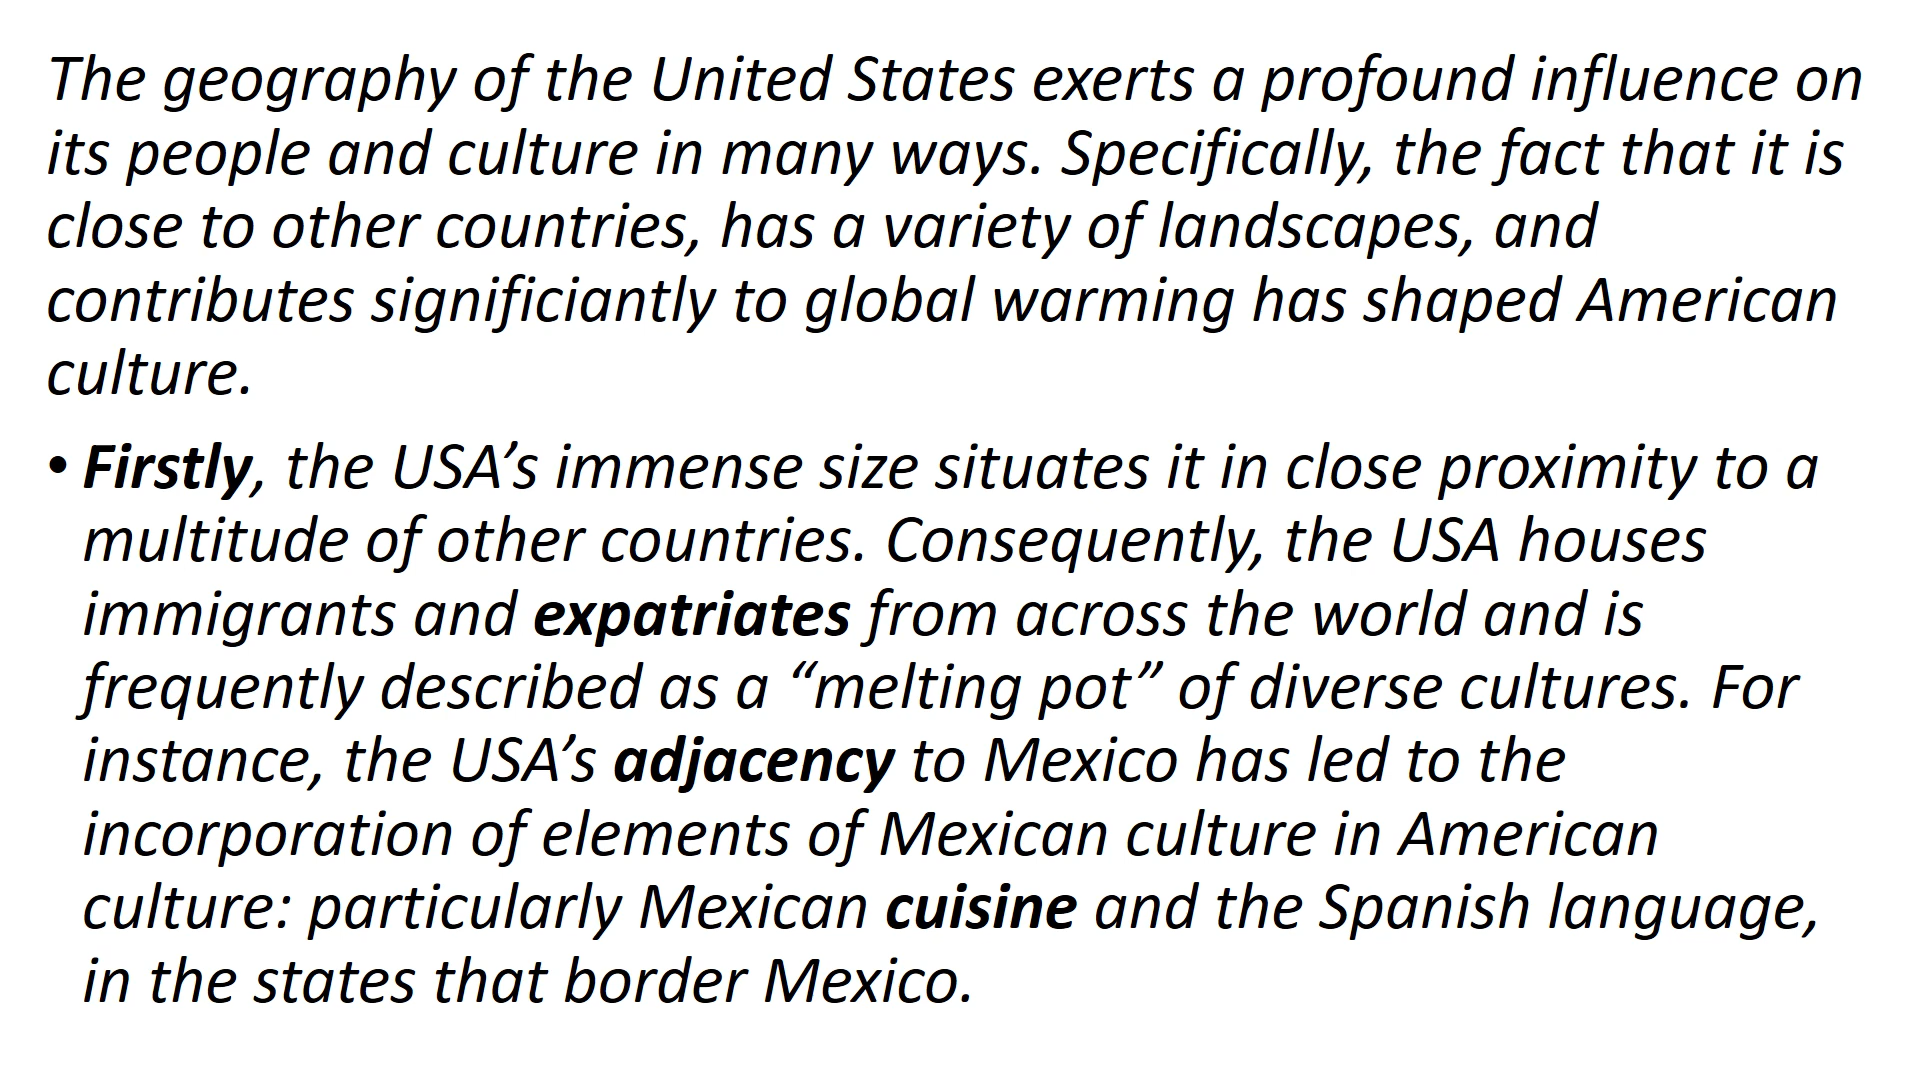 The geography of the United States exerts a profound influence on
its people and culture in many ways. Specifically, the fact that it is
close to other countries, has a variety of landscapes, and
contributes significiantly to global warming has shaped American
culture.
• Firstly, the USA’s immense size situates it in close proximity to a
multitude of other countries. Consequently, the USA houses
immigrants and expatriates from across the world and is
frequently described as a “melting pot” of diverse cultures. For
instance, the USA’s adjacency to Mexico has led to the
incorporation of elements of Mexican culture in American
culture: particularly Mexican cuisine and the Spanish language,
in the states that border Mexico.